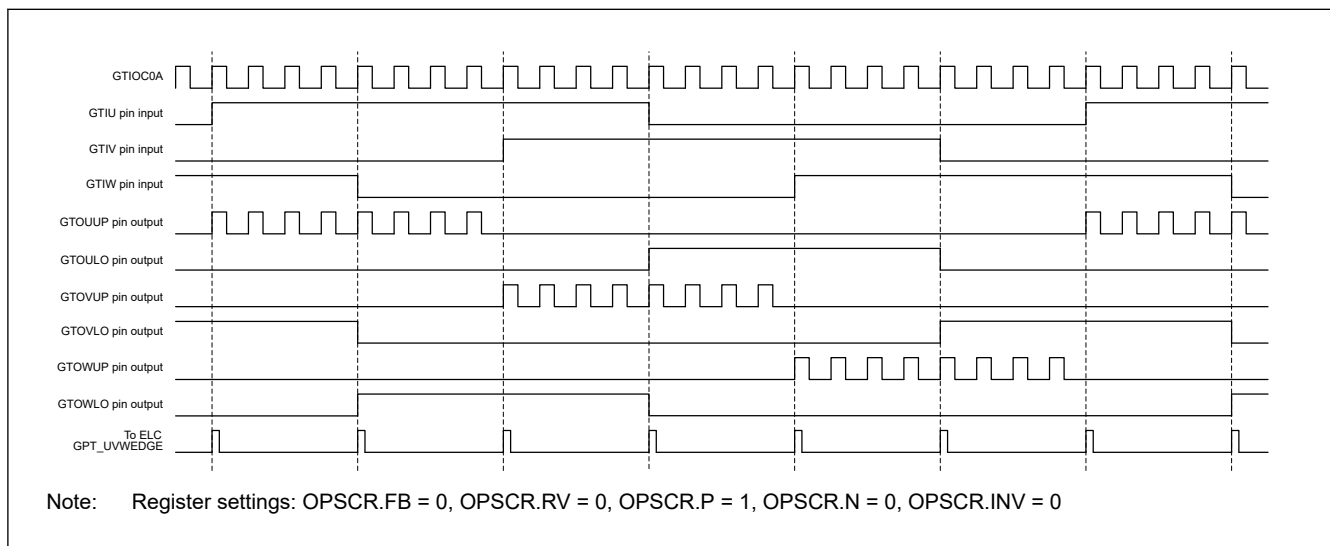 GTIOC0A
GTIU pin input
GTIV pin input
GTIW pin input
GTOUUP pin output
GTOULO pin output
GTOVUP pin output
GTOVLO pin output
GTOWUP pin output
GTOWLO pin output
To ELC
GPT_UVWEDGE
Note: Register settings: OPSCR.FB = 0, OPSCR.RV = 0, OPSCR.P = 1, OPSCR.N = 0, OPSCR.INV = 0